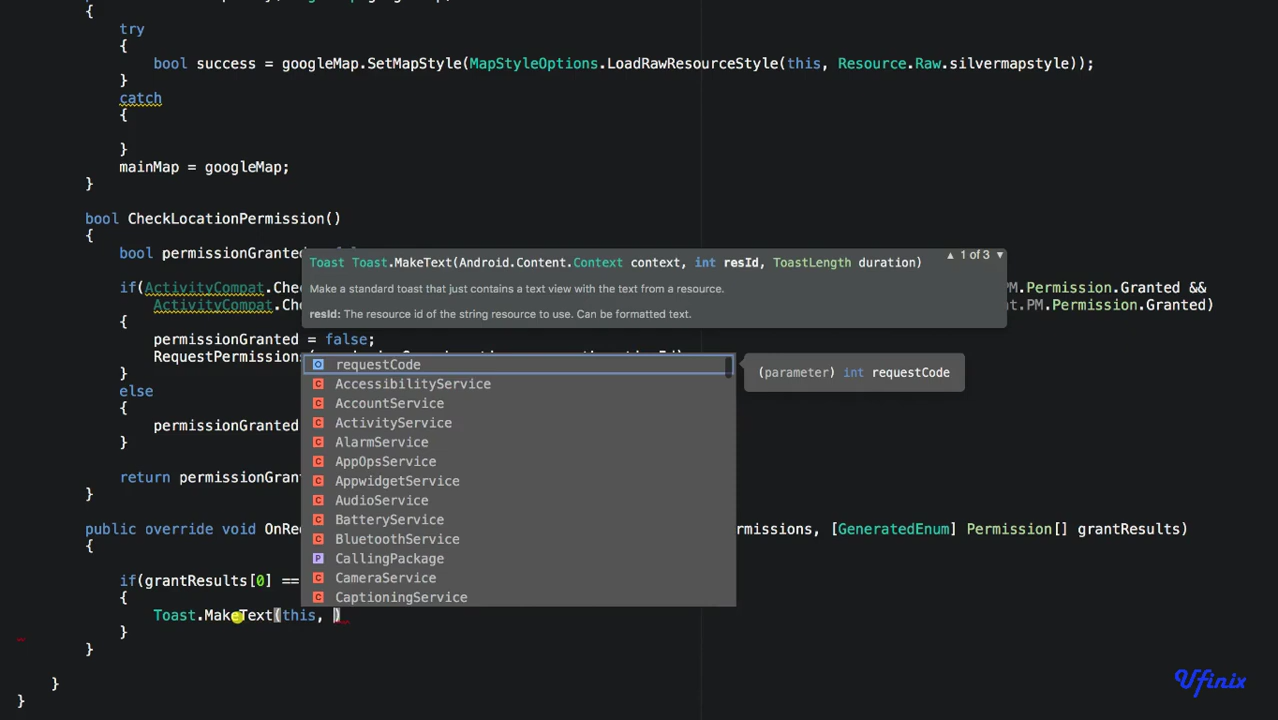 {
try
{
bool success = googleMap.SetMapStyle(MapStyleOptions.LoadRawResourceStyle(this, Resource.Raw.silvermapstyle));
}
catch
{
}
mainMap = googleMap;
}
bool CheckLocationPermission()
{
bool permissionGranted
Toast Toast.MakeText(Android.Content.Context context, int resId, ToastLength duration)
▲ 1 of 3 ▼
if(ActivityCompat.Che
PM.Permission.Granted &&
Make a standard toast that just contains a text view with the text from a resource.
ActivityCompat.Che
t.PM.Permission.Granted)
resId: The resource id of the string resource to use. Can be formatted text.
{
permissionGranted = false;
RequestPermissions
requestCode
(parameter) int requestCode
}
AccessibilityService
else
AccountService
{
ActivityService
permissionGranted
}
AlarmService
AppOpsService
return permissionGran
AppwidgetService
}
AudioService
BatteryService
public override void OnRe
rmissions, [GeneratedEnum] Permission[] grantResults)
{
BluetoothService
CallingPackage
if(grantResults[0] ==
CameraService
{
CaptioningService
Toast.MakeText(this, )
}
}
}
}
Ufinix